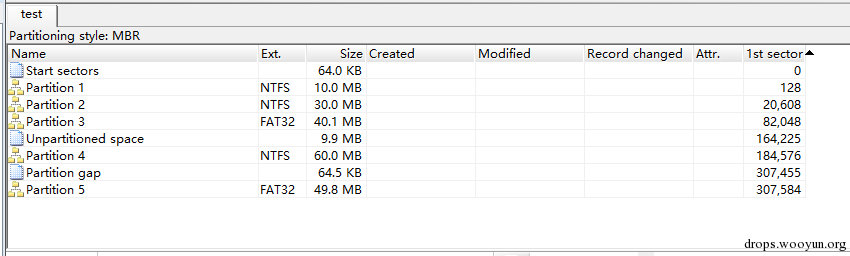 test
Partitioning style: MBR
Name Ext. Size Created Modified Record changed Attr. 1st sector
Start sectors 64.0 KB 0
Partition 1 NTFS 10.0 MB 128
Partition 2 NTFS 30.0 MB 20,608
Partition 3 FAT32 40.1 MB 82,048
Unpartitioned space 9.9 MB 164,225
Partition 4 NTFS 60.0 MB 184,576
Partition gap 64.5 KB 307,455
Partition 5 FAT32 49.8 MB 307,584
drops.wooyun.org